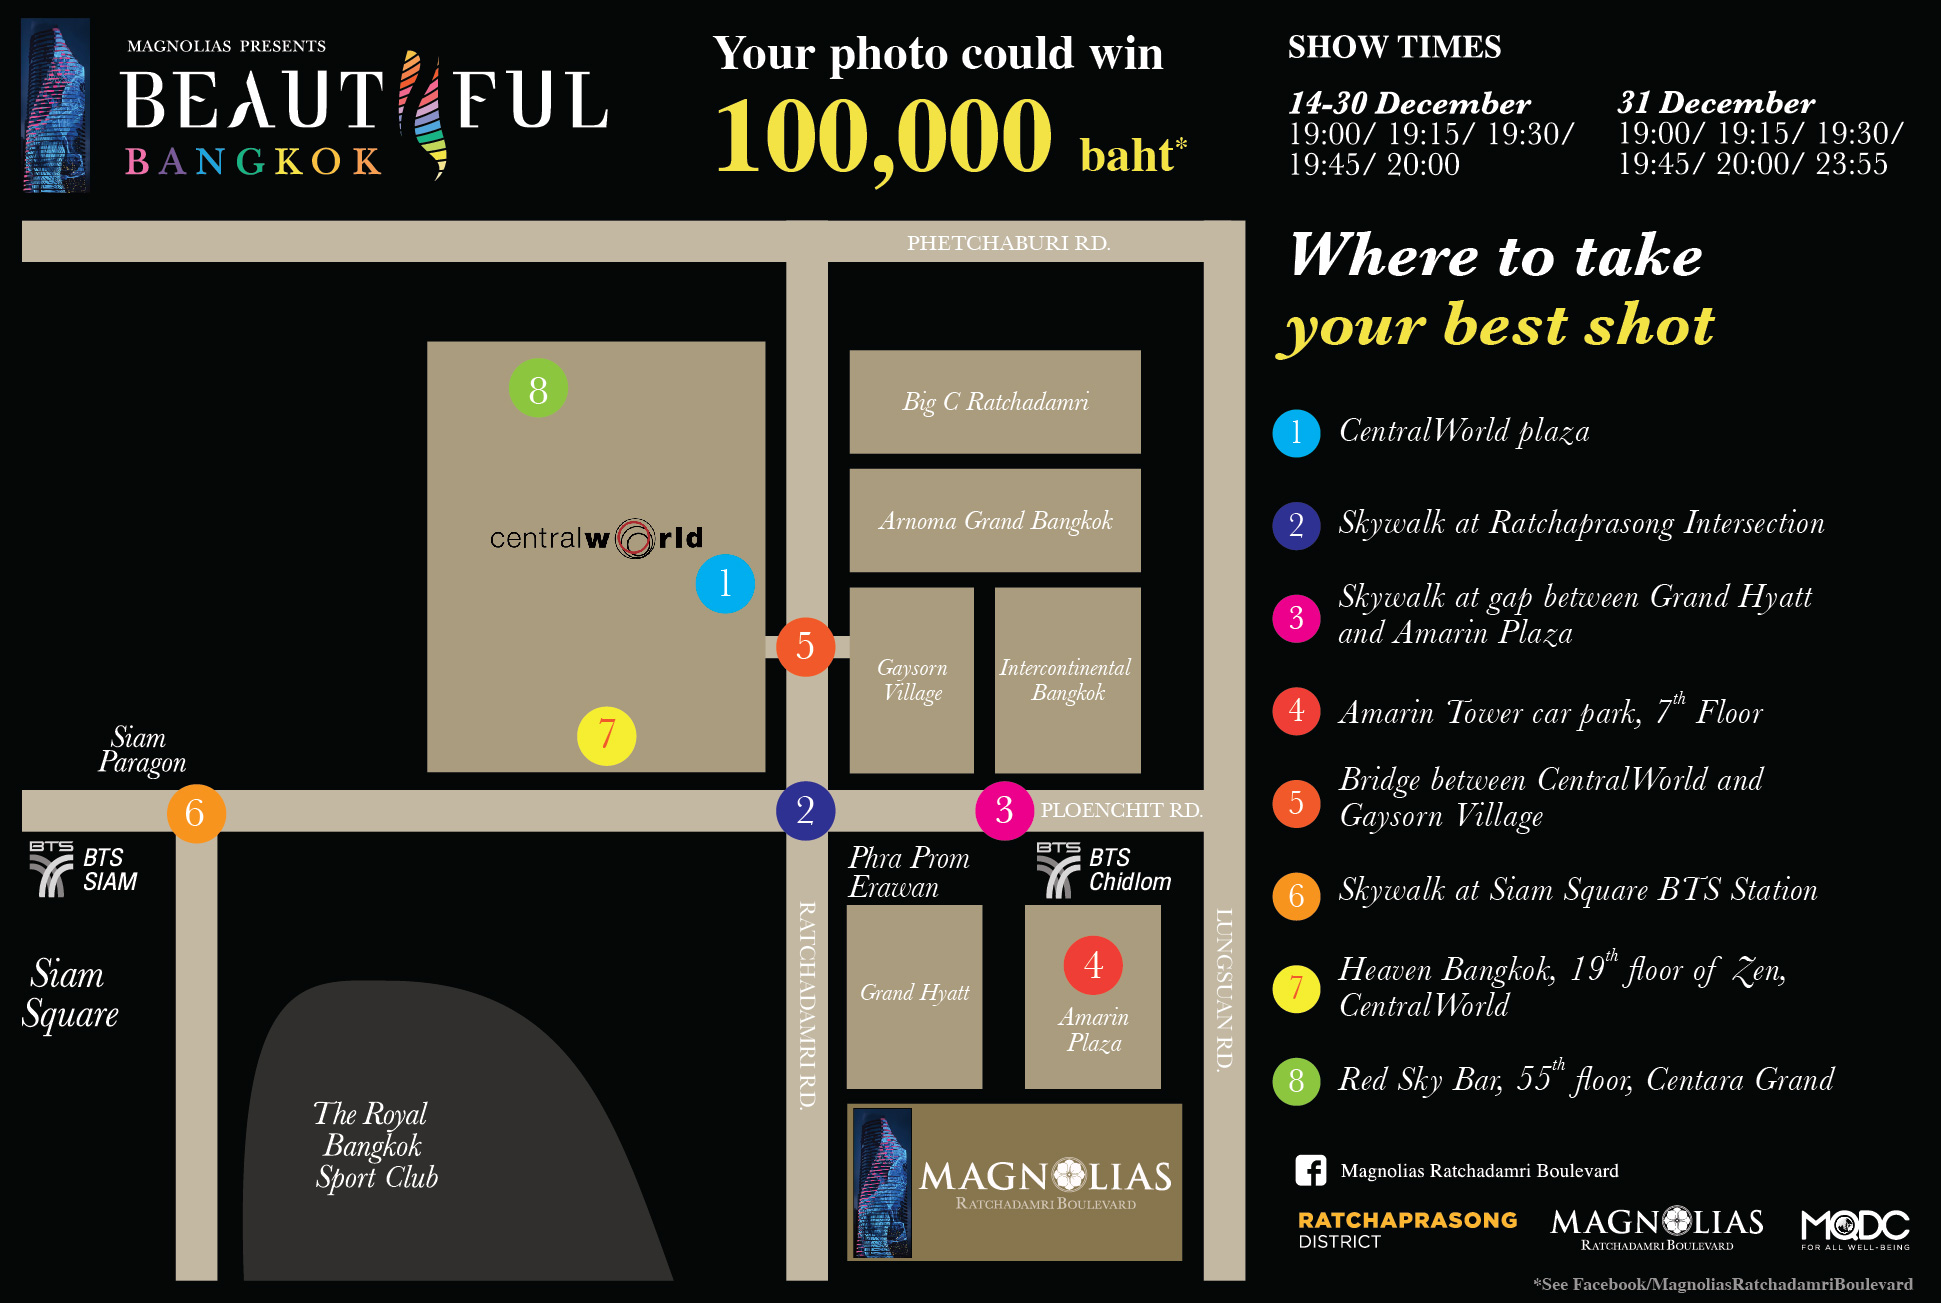 MAGNOLIAS PRESENTS
BEAUTIFUL
BANGKOK
Your photo could win
100,000 baht*
SHOW TIMES
14-30 December
19:00/ 19:15/ 19:30/
19:45/ 20:00
31 December
19:00/ 19:15/ 19:30/
19:45/ 20:00/ 23:55
PHETCHABURI RD.
8
centralworld
1
7
5
Big C Ratchadamri
Arnoma Grand Bangkok
Gaysorn
Village
Intercontinental
Bangkok
Siam
Paragon
6
2
3
PLOENCHIT RD.
BTS
BTS
SIAM
Siam
Square
The Royal
Bangkok
Sport Club
RATCHADAMRI RD.
Phra Prom
Erawan
BTS
BTS
Chidlom
Grand Hyatt
4
Amarin
Plaza
LUNGSUAN RD.
MAGNOLIAS
RATCHADAMRI BOULEVARD
Where to take
your best shot
1 CentralWorld plaza
2 Skywalk at Ratchaprasong Intersection
3 Skywalk at gap between Grand Hyatt
and Amarin Plaza
4 Amarin Tower car park, 7th Floor
5 Bridge between CentralWorld and
Gaysorn Village
6 Skywalk at Siam Square BTS Station
7 Heaven Bangkok, 19th floor of Zen,
CentralWorld
8 Red Sky Bar, 55th floor, Centara Grand
f Magnolias Ratchadamri Boulevard
RATCHAPRASONG
DISTRICT
MAGNOLIAS
RATCHADAMRI BOULEVARD
MQDC
FOR ALL WELL-BEING
*See Facebook/MagnoliasRatchadamriBoulevard